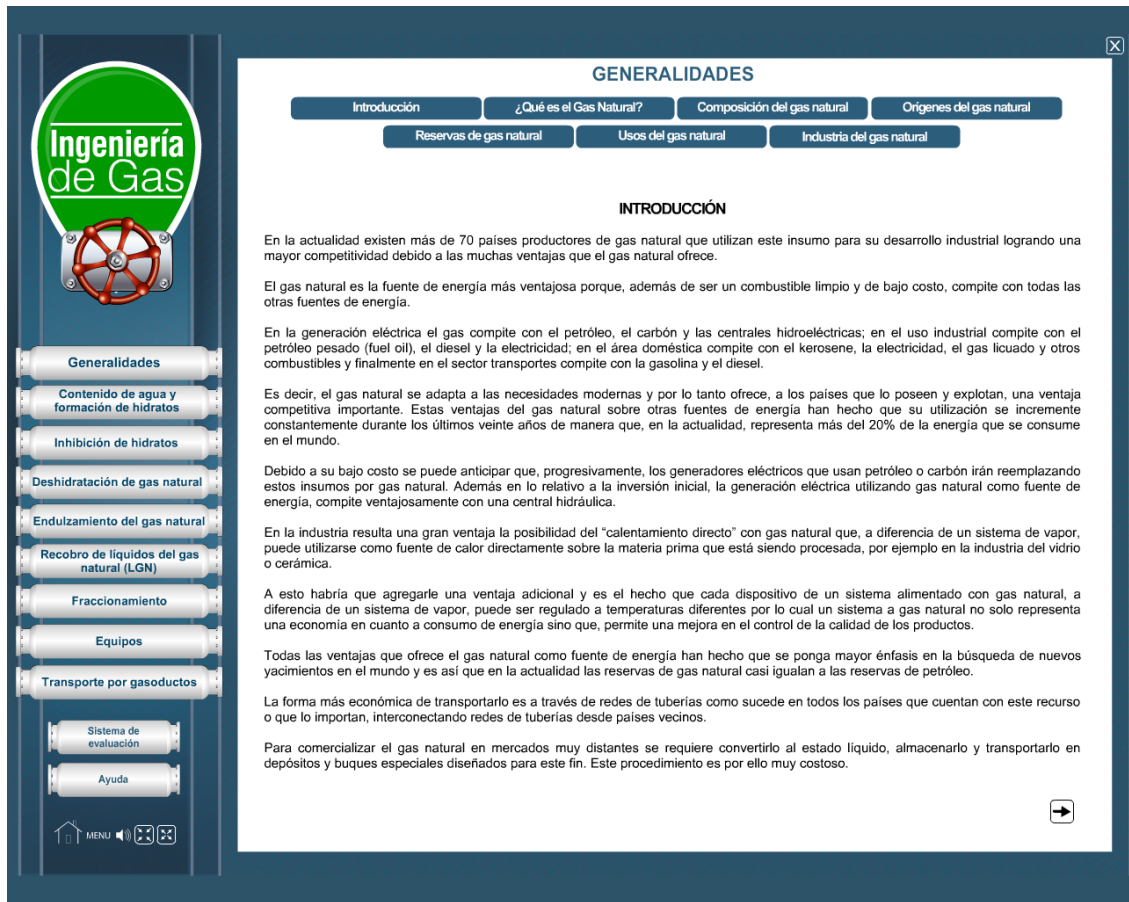 X
Ingeniería
de Gas
Generalidades
Contenido de agua y
formación de hidratos
Inhibición de hidratos
Deshidratación de gas natural
Endulzamiento del gas natural
Recobro de líquidos del gas
natural (LGN)
Fraccionamiento
Equipos
Transporte por gasoductos
Sistema de
evaluación
Ayuda
MENU
GENERALIDADES
Introducción ¿Qué es el Gas Natural? Composición del gas natural Orígenes del gas natural
Reservas de gas natural Usos del gas natural Industria del gas natural
INTRODUCCIÓN
En la actualidad existen más de 70 países productores de gas natural que utilizan este insumo para su desarrollo industrial logrando una
mayor competitividad debido a las muchas ventajas que el gas natural ofrece.
El gas natural es la fuente de energía más ventajosa porque, además de ser un combustible limpio y de bajo costo, compite con todas las
otras fuentes de energía.
En la generación eléctrica el gas compite con el petróleo, el carbón y las centrales hidroeléctricas; en el uso industrial compite con el
petróleo pesado (fuel oil), el diesel y la electricidad; en el área doméstica compite con el kerosene, la electricidad, el gas licuado y otros
combustibles y finalmente en el sector transportes compite con la gasolina y el diesel.
Es decir, el gas natural se adapta a las necesidades modernas y por lo tanto ofrece, a los países que lo poseen y explotan, una ventaja
competitiva importante. Estas ventajas del gas natural sobre otras fuentes de energía han hecho que su utilización se incremente
constantemente durante los últimos veinte años de manera que, en la actualidad, representa más del 20% de la energía que se consume
en el mundo.
Debido a su bajo costo se puede anticipar que, progresivamente, los generadores eléctricos que usan petróleo o carbón irán reemplazando
estos insumos por gas natural. Además en lo relativo a la inversión inicial, la generación eléctrica utilizando gas natural como fuente de
energía, compite ventajosamente con una central hidráulica.
En la industria resulta una gran ventaja la posibilidad del “calentamiento directo” con gas natural que, a diferencia de un sistema de vapor,
puede utilizarse como fuente de calor directamente sobre la materia prima que está siendo procesada, por ejemplo en la industria del vidrio
o cerámica.
A esto habría que agregarle una ventaja adicional y es el hecho que cada dispositivo de un sistema alimentado con gas natural, a
diferencia de un sistema de vapor, puede ser regulado a temperaturas diferentes por lo cual un sistema a gas natural no solo representa
una economía en cuanto a consumo de energía sino que, permite una mejora en el control de la calidad de los productos.
Todas las ventajas que ofrece el gas natural como fuente de energía han hecho que se ponga mayor énfasis en la búsqueda de nuevos
yacimientos en el mundo y es así que en la actualidad las reservas de gas natural casi igualan a las reservas de petróleo.
La forma más económica de transportarlo es a través de redes de tuberías como sucede en todos los países que cuentan con este recurso
o que lo importan, interconectando redes de tuberías desde países vecinos.
Para comercializar el gas natural en mercados muy distantes se requiere convertirlo al estado líquido, almacenarlo y transportarlo en
depósitos y buques especiales diseñados para este fin. Este procedimiento es por ello muy costoso.